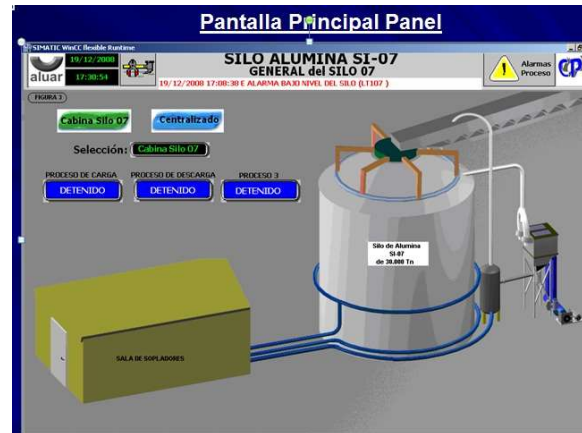 Pantalla Principal Panel
SIMATIC WinCC flexible Runtime
aluar
19/12/2008
17:30:54
SILO ALUMINA SI-07
GENERAL del SILO 07
19/12/2008 17:08:38 E ALARMA BAJO NIVEL DEL SILO (LT107 )
Alarmas
Proceso
CP
FIGURA 3
Cabina Silo 07
Centralizado
Selección: Cabina Silo 07
PROCESO DE CARGA
PROCESO DE DESCARGA
PROCESO 3
DETENIDO
DETENIDO
DETENIDO
Silo de Alumina
SI-07
de 30.000 Tn
SALA DE SOPLADORES